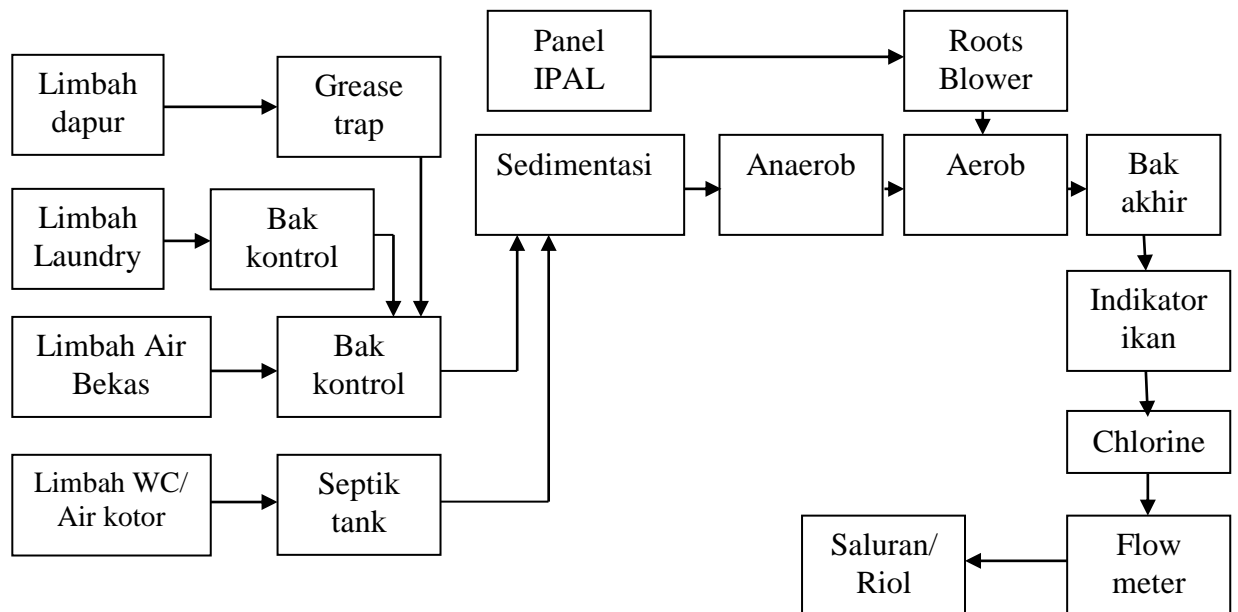 Panel
IPAL
Roots
Blower
Limbah
dapur
Grease
trap
Sedimentasi
Anaerob
Aerob
Bak
akhir
Limbah
Laundry
Bak
kontrol
Indikator
ikan
Limbah Air
Bekas
Bak
kontrol
Chlorine
Limbah WC/
Air kotor
Septik
tank
Saluran/
Riol
Flow
meter